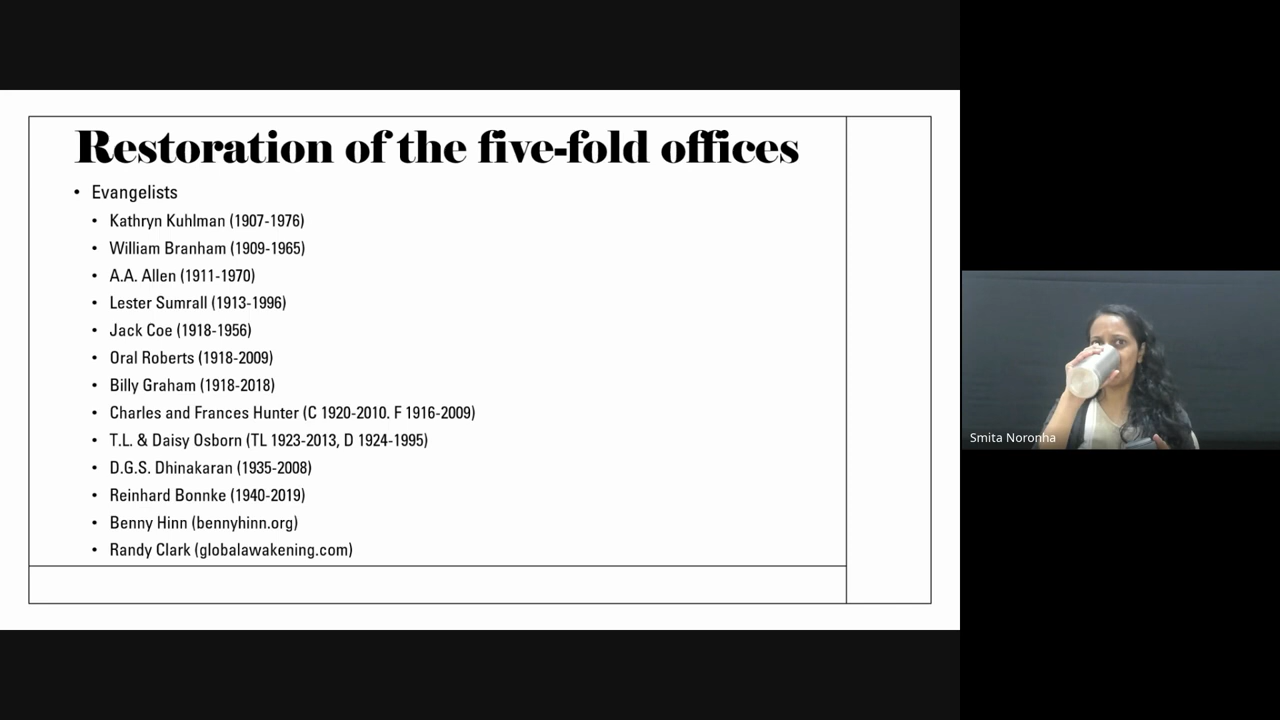 Restoration of the five-fold offices
• Evangelists
• Kathryn Kuhlman (1907-1976)
• William Branham (1909-1965)
• A.A. Allen (1911-1970)
• Lester Sumrall (1913-1996)
• Jack Coe (1918-1956)
• Oral Roberts (1918-2009)
• Billy Graham (1918-2018)
• Charles and Frances Hunter (C 1920-2010. F 1916-2009)
• T.L. & Daisy Osborn (TL 1923-2013, D 1924-1995)
• D.G.S. Dhinakaran (1935-2008)
• Reinhard Bonnke (1940-2019)
• Benny Hinn (bennyhinn.org)
• Randy Clark (globalawakening.com)
Smita Noronha